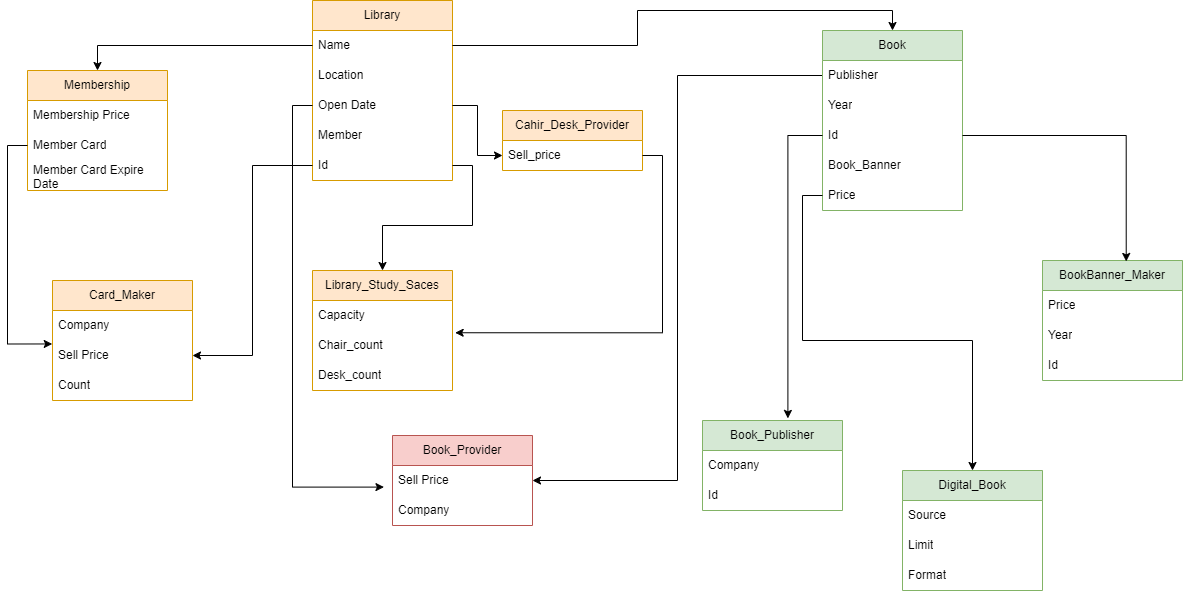 Library
Name
Location
Open Date
Member
Id
Book
Publisher
Year
Id
Book_Banner
Price
Membership
Membership Price
Member Card
Member Card Expire
Date
Cahir_Desk_Provider
Sell_price
Library_Study_Saces
Capacity
Chair_count
Desk_count
Card_Maker
Company
Sell Price
Count
BookBanner_Maker
Price
Year
Id
Book_Provider
Sell Price
Company
Book_Publisher
Company
Id
Digital_Book
Source
Limit
Format